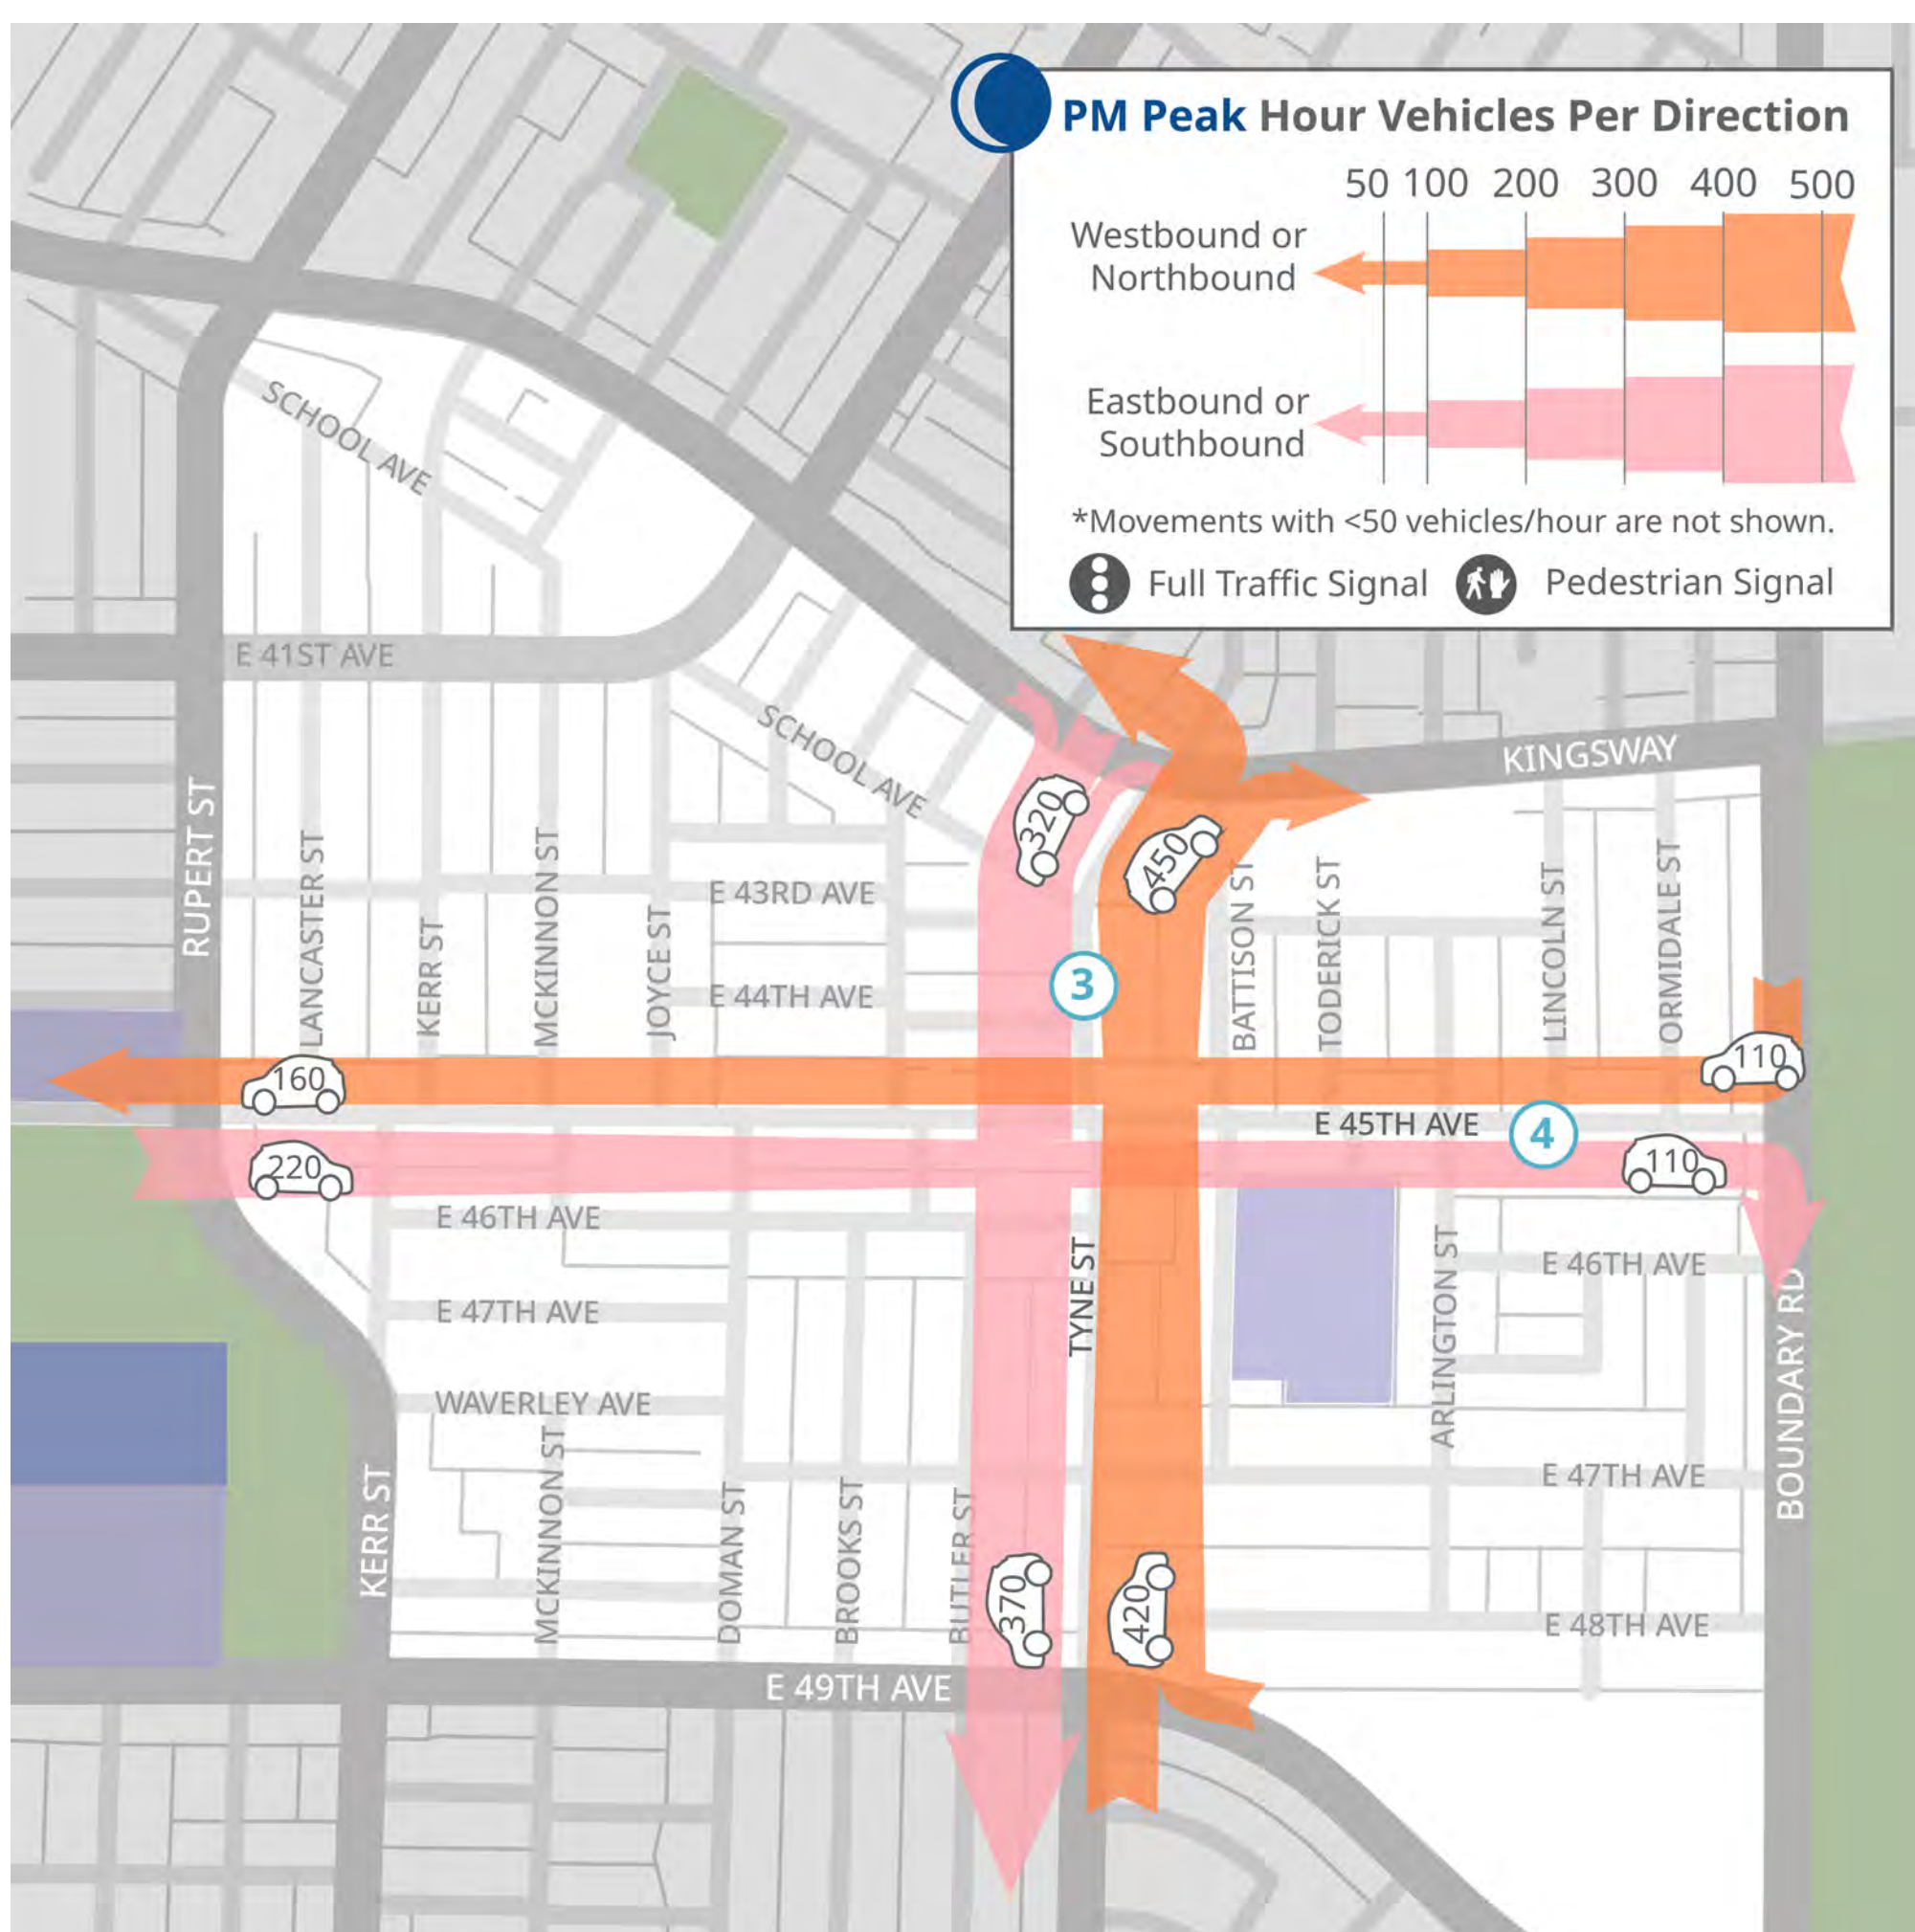 PM Peak Hour Vehicles Per Direction
50 100 200 300 400 500
Westbound or
Northbound
Eastbound or
Southbound
*Movements with <50 vehicles/hour are not shown.
Full Traffic Signal
Pedestrian Signal
SCHOOL AVE
E 41ST AVE
SCHOOL AVE
KINGSWAY
RUPERT ST
LANCASTER ST
KERR ST
MCKINNON ST
JOYCE ST
E 43RD AVE
E 44TH AVE
320
450
3
BATTISON ST
TODERICK ST
LINCOLN ST
ORMIDALE ST
160
110
E 45TH AVE
4
220
110
E 46TH AVE
E 47TH AVE
WAVERLEY AVE
TYNE ST
ARLINGTON ST
E 46TH AVE
E 47TH AVE
BOUNDARY RD
KERR ST
MCKINNON ST
DOMAN ST
BROOKS ST
BUTLER ST
370
420
E 48TH AVE
E 49TH AVE